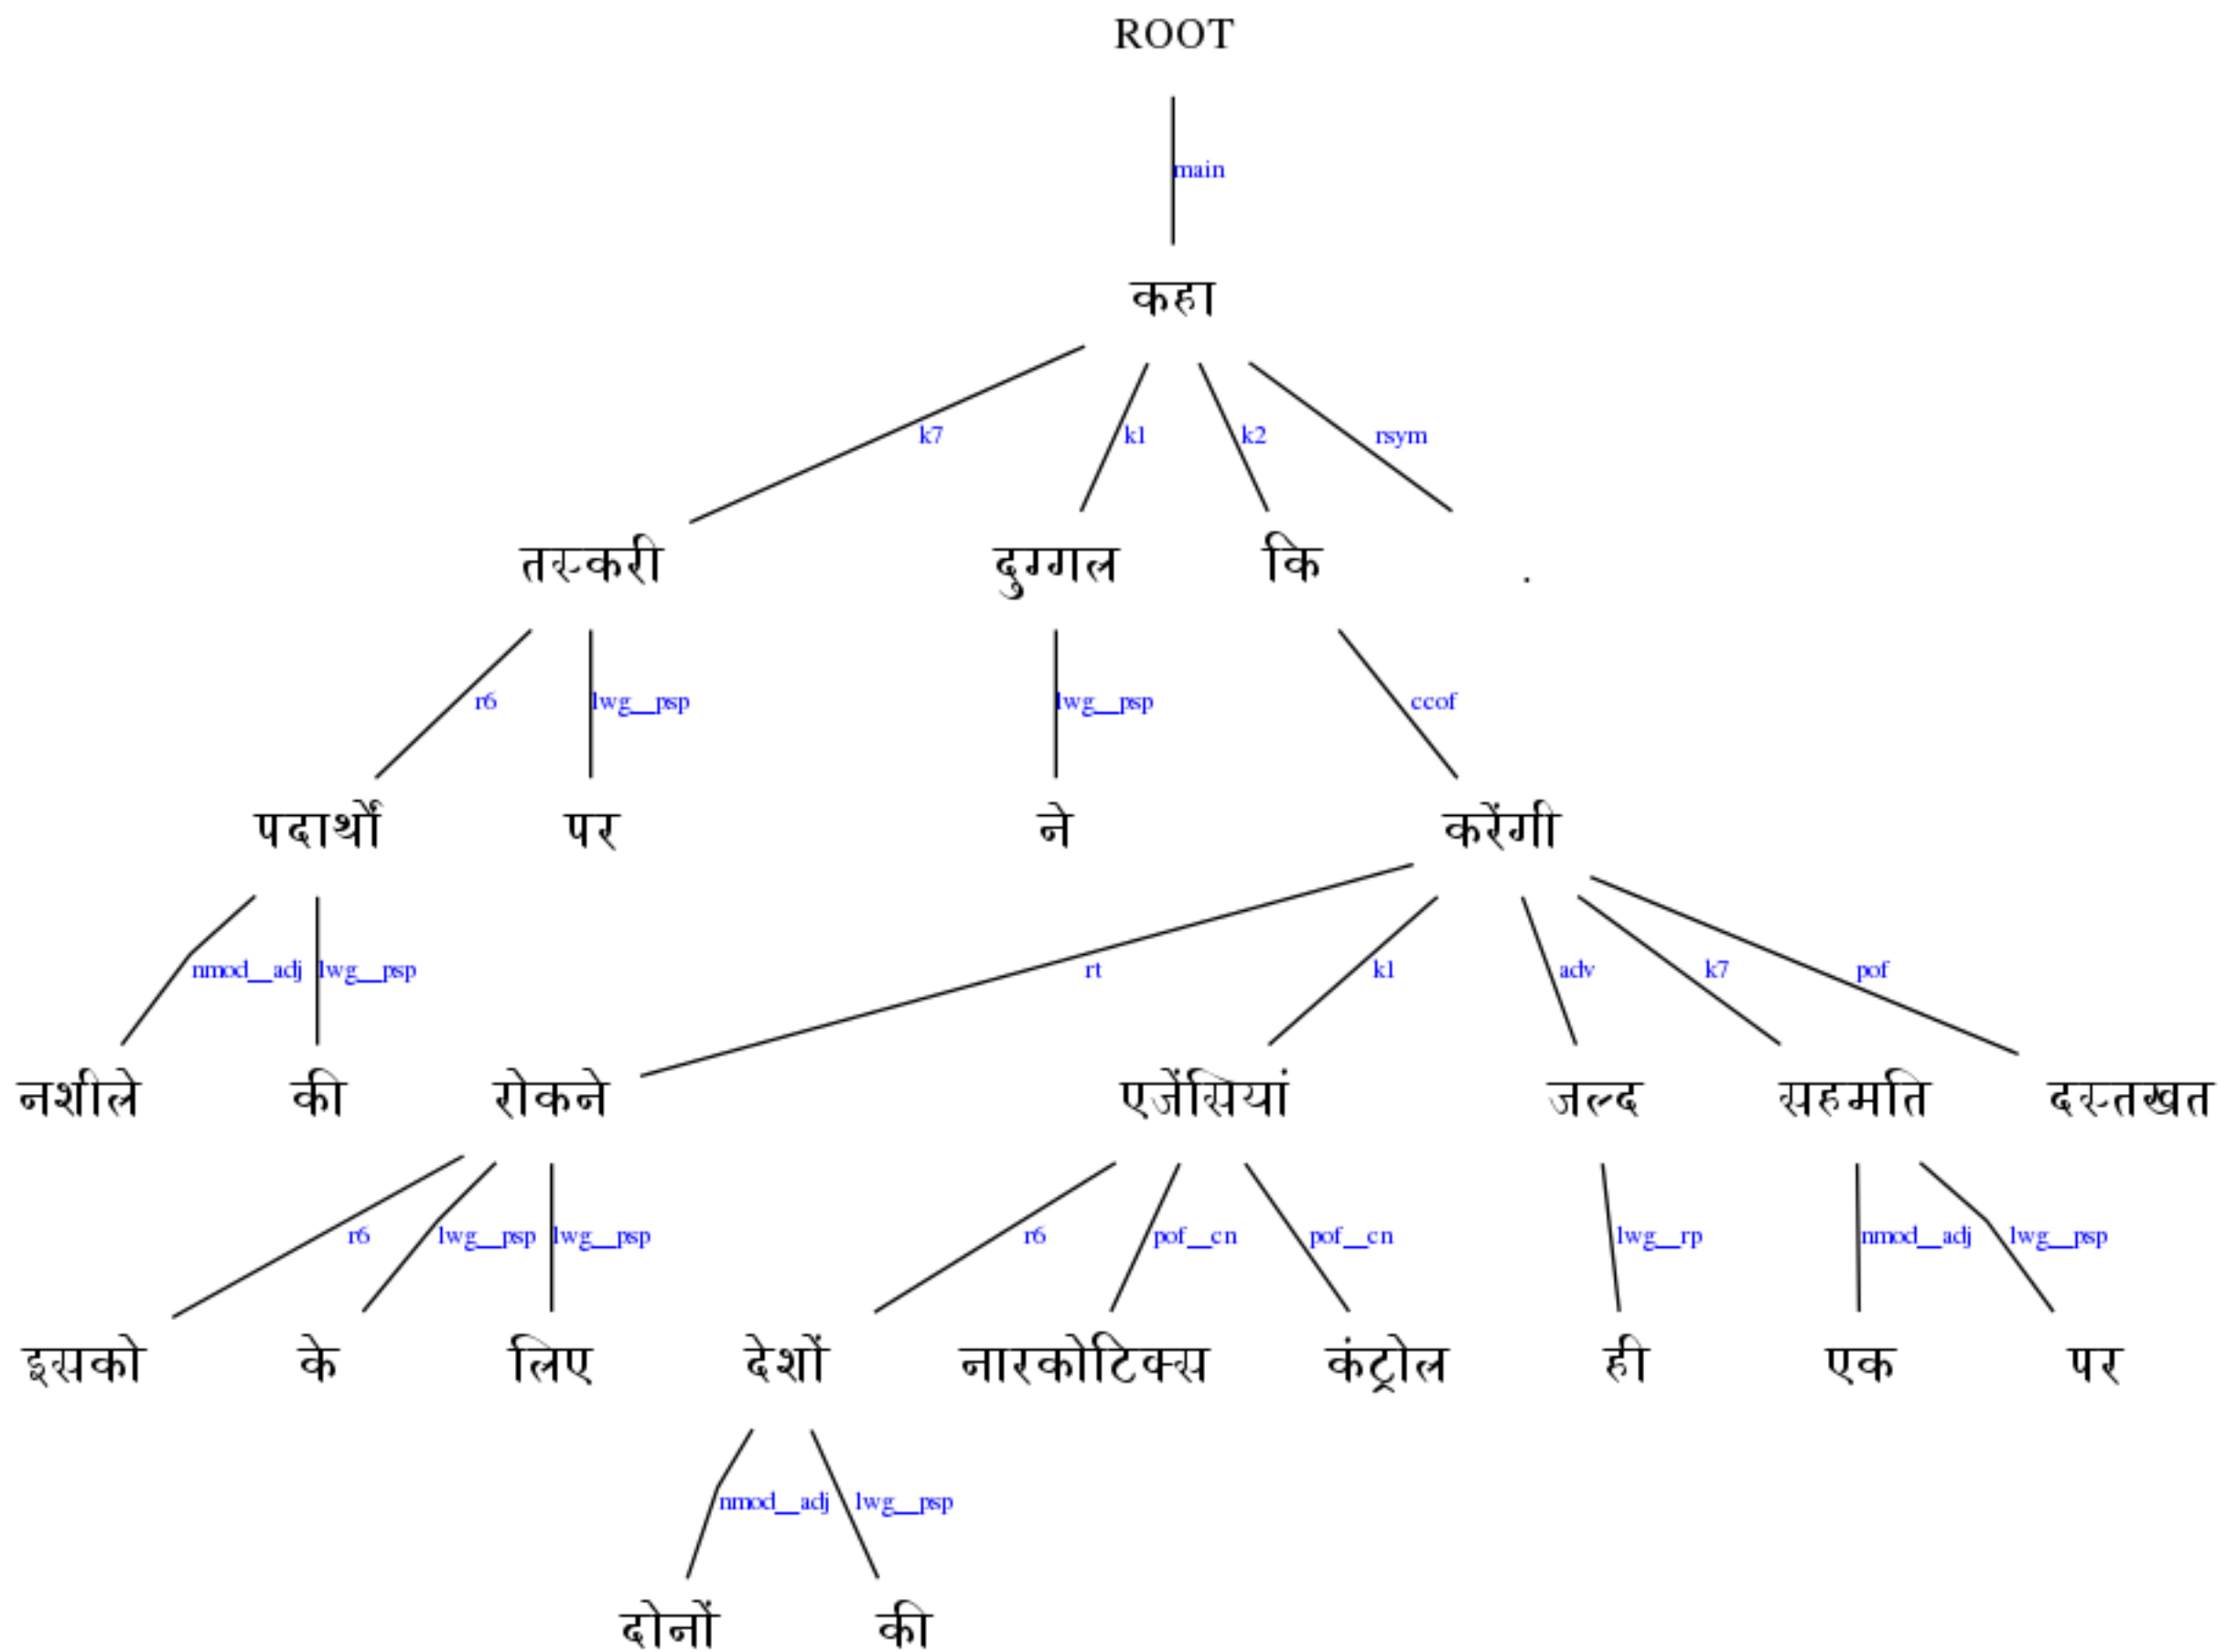 ROOT
main
कहा
k7 k1 k2 rsym
तस्करी दुग्गल कि .
r6 lwg__psp lwg__psp ccof
पदार्थों पर ने करेंगी
nmod__adj lwg__psp rt k1 adv k7 pof
नशीले की रोकने एजेंसियां जल्द सहमति दस्तखत
r6 lwg__psp lwg__psp r6 pof__cn pof__cn lwg__rp nmod__adj lwg__psp
इसको के लिए देशों नारकोटिक्स कंट्रोल ही एक पर
nmod__adj lwg__psp
दोनों की